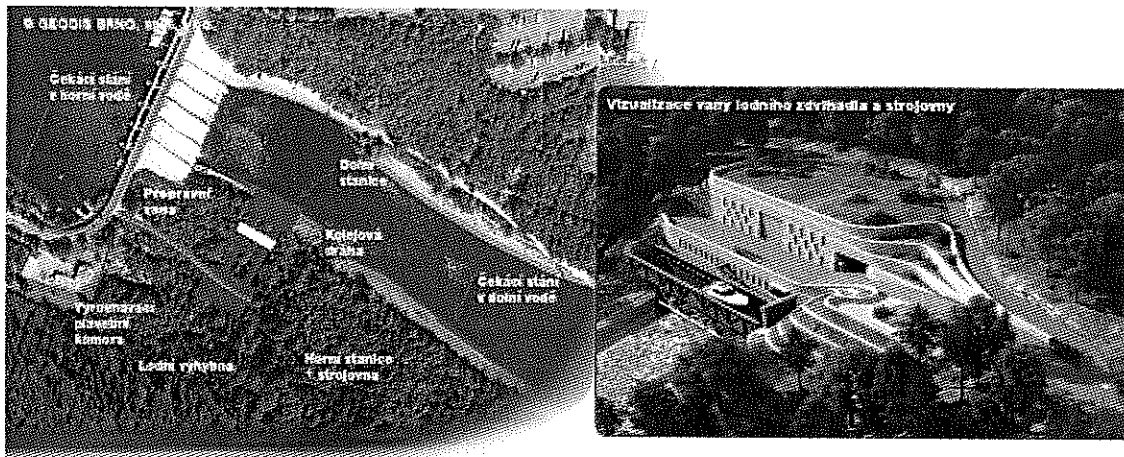 © GEODIS BRNO,
Čekací stání
v horní vodě
Přepravní
vana
Dolní
stanice
Kolejová
dráha
Čekací stání
v dolní vodě
Vyrovnávací
plavební
komora
Lodní výhybna
Horní stanice
+ strojovna
Vizualizace vany lodního zdvihadla a strojovny